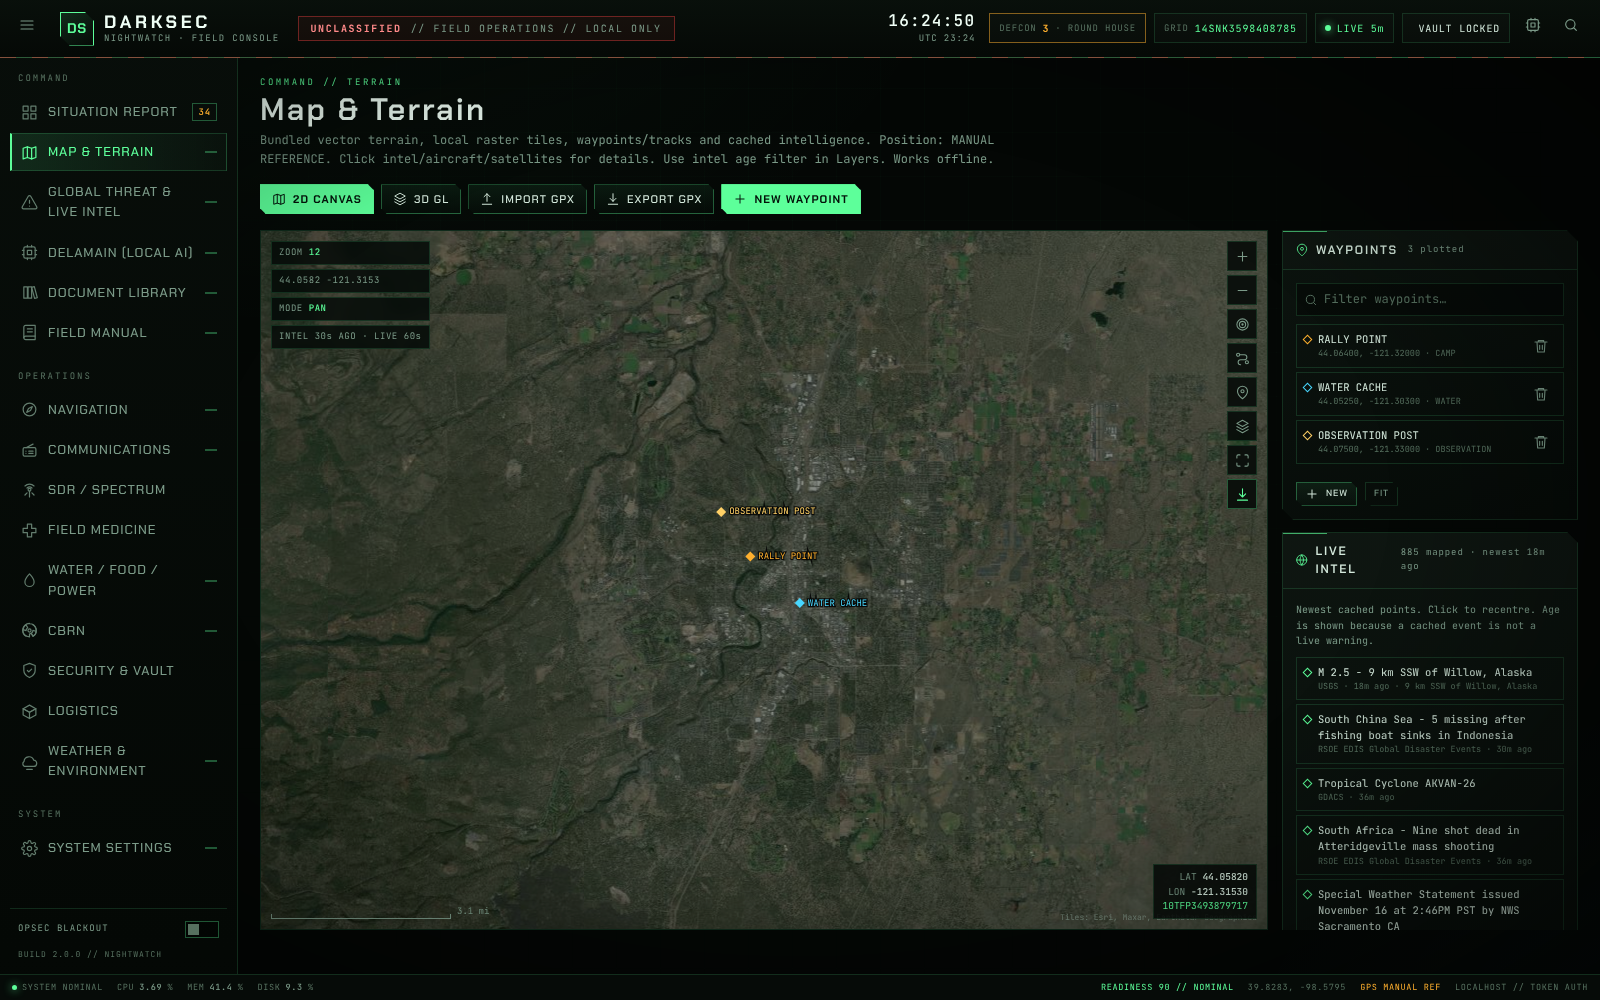 DS
DARKSEC
NIGHTWATCH · FIELD CONSOLE
UNCLASSIFIED // FIELD OPERATIONS // LOCAL ONLY
16:24:50
UTC 23:24
DEFCON 3 · ROUND HOUSE
GRID 14SNK3598408785
LIVE 5m
VAULT LOCKED
COMMAND
SITUATION REPORT 34
MAP & TERRAIN
GLOBAL THREAT &
LIVE INTEL
DELAMAIN (LOCAL AI)
DOCUMENT LIBRARY
FIELD MANUAL
OPERATIONS
NAVIGATION
COMMUNICATIONS
SDR / SPECTRUM
FIELD MEDICINE
WATER / FOOD /
POWER
CBRN
SECURITY & VAULT
LOGISTICS
WEATHER &
ENVIRONMENT
SYSTEM
SYSTEM SETTINGS
OPSEC BLACKOUT
BUILD 2.0.0 // NIGHTWATCH
COMMAND // TERRAIN
Map & Terrain
Bundled vector terrain, local raster tiles, waypoints/tracks and cached intelligence. Position: MANUAL
REFERENCE. Click intel/aircraft/satellites for details. Use intel age filter in Layers. Works offline.
2D CANVAS
3D GL
IMPORT GPX
EXPORT GPX
NEW WAYPOINT
ZOOM 12
44.0582 -121.3153
MODE PAN
INTEL 30s AGO · LIVE 60s
OBSERVATION POST
RALLY POINT
WATER CACHE
3.1 mi
LAT 44.05820
LON -121.31530
10TFP3493879717
Tiles: Esri, Maxar,
WAYPOINTS 3 plotted
Filter waypoints…
RALLY POINT
44.06400, -121.32000 · CAMP
WATER CACHE
44.05250, -121.30300 · WATER
OBSERVATION POST
44.07500, -121.33000 · OBSERVATION
NEW
FIT
LIVE
INTEL
885 mapped · newest 18m
ago
Newest cached points. Click to recentre. Age
is shown because a cached event is not a
live warning.
M 2.5 - 9 km SSW of Willow, Alaska
USGS · 18m ago · 9 km SSW of Willow, Alaska
South China Sea - 5 missing after
fishing boat sinks in Indonesia
RSOE EDIS Global Disaster Events · 30m ago
Tropical Cyclone AKVAN-26
GDACS · 36m ago
South Africa - Nine shot dead in
Atteridgeville mass shooting
RSOE EDIS Global Disaster Events · 36m ago
Special Weather Statement issued
November 16 at 2:46PM PST by NWS
Sacramento CA
SYSTEM NOMINAL
CPU 3.69 %
MEM 41.4 %
DISK 9.3 %
READINESS 90 // NOMINAL
39.8283, -98.5795
GPS MANUAL REF
LOCALHOST // TOKEN AUTH